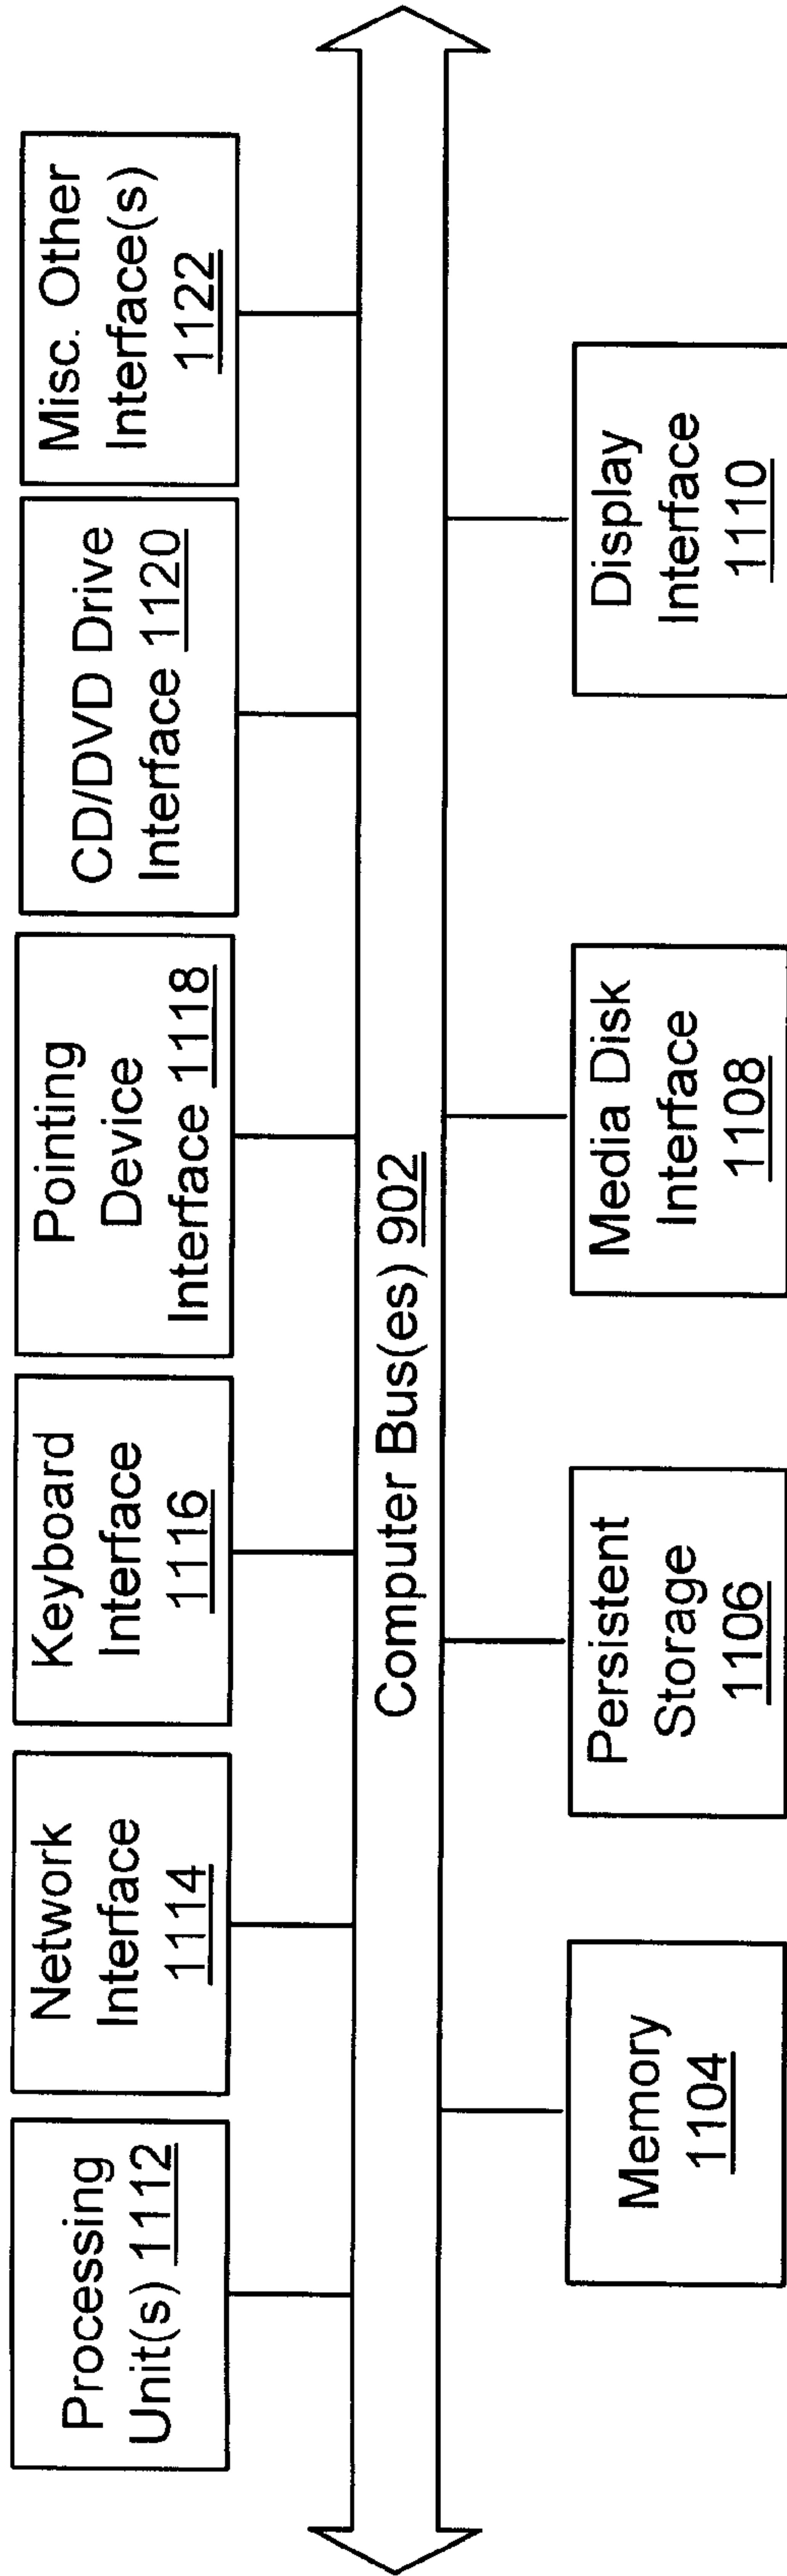 Processing
Unit(s) 1112
Network
Interface
1114
Keyboard
Interface
1116
Pointing
Device
Interface 1118
CD/DVD Drive
Interface 1120
Misc. Other
Interface(s)
1122
Computer Bus(es) 902
Memory
1104
Persistent
Storage
1106
Media Disk
Interface
1108
Display
Interface
1110